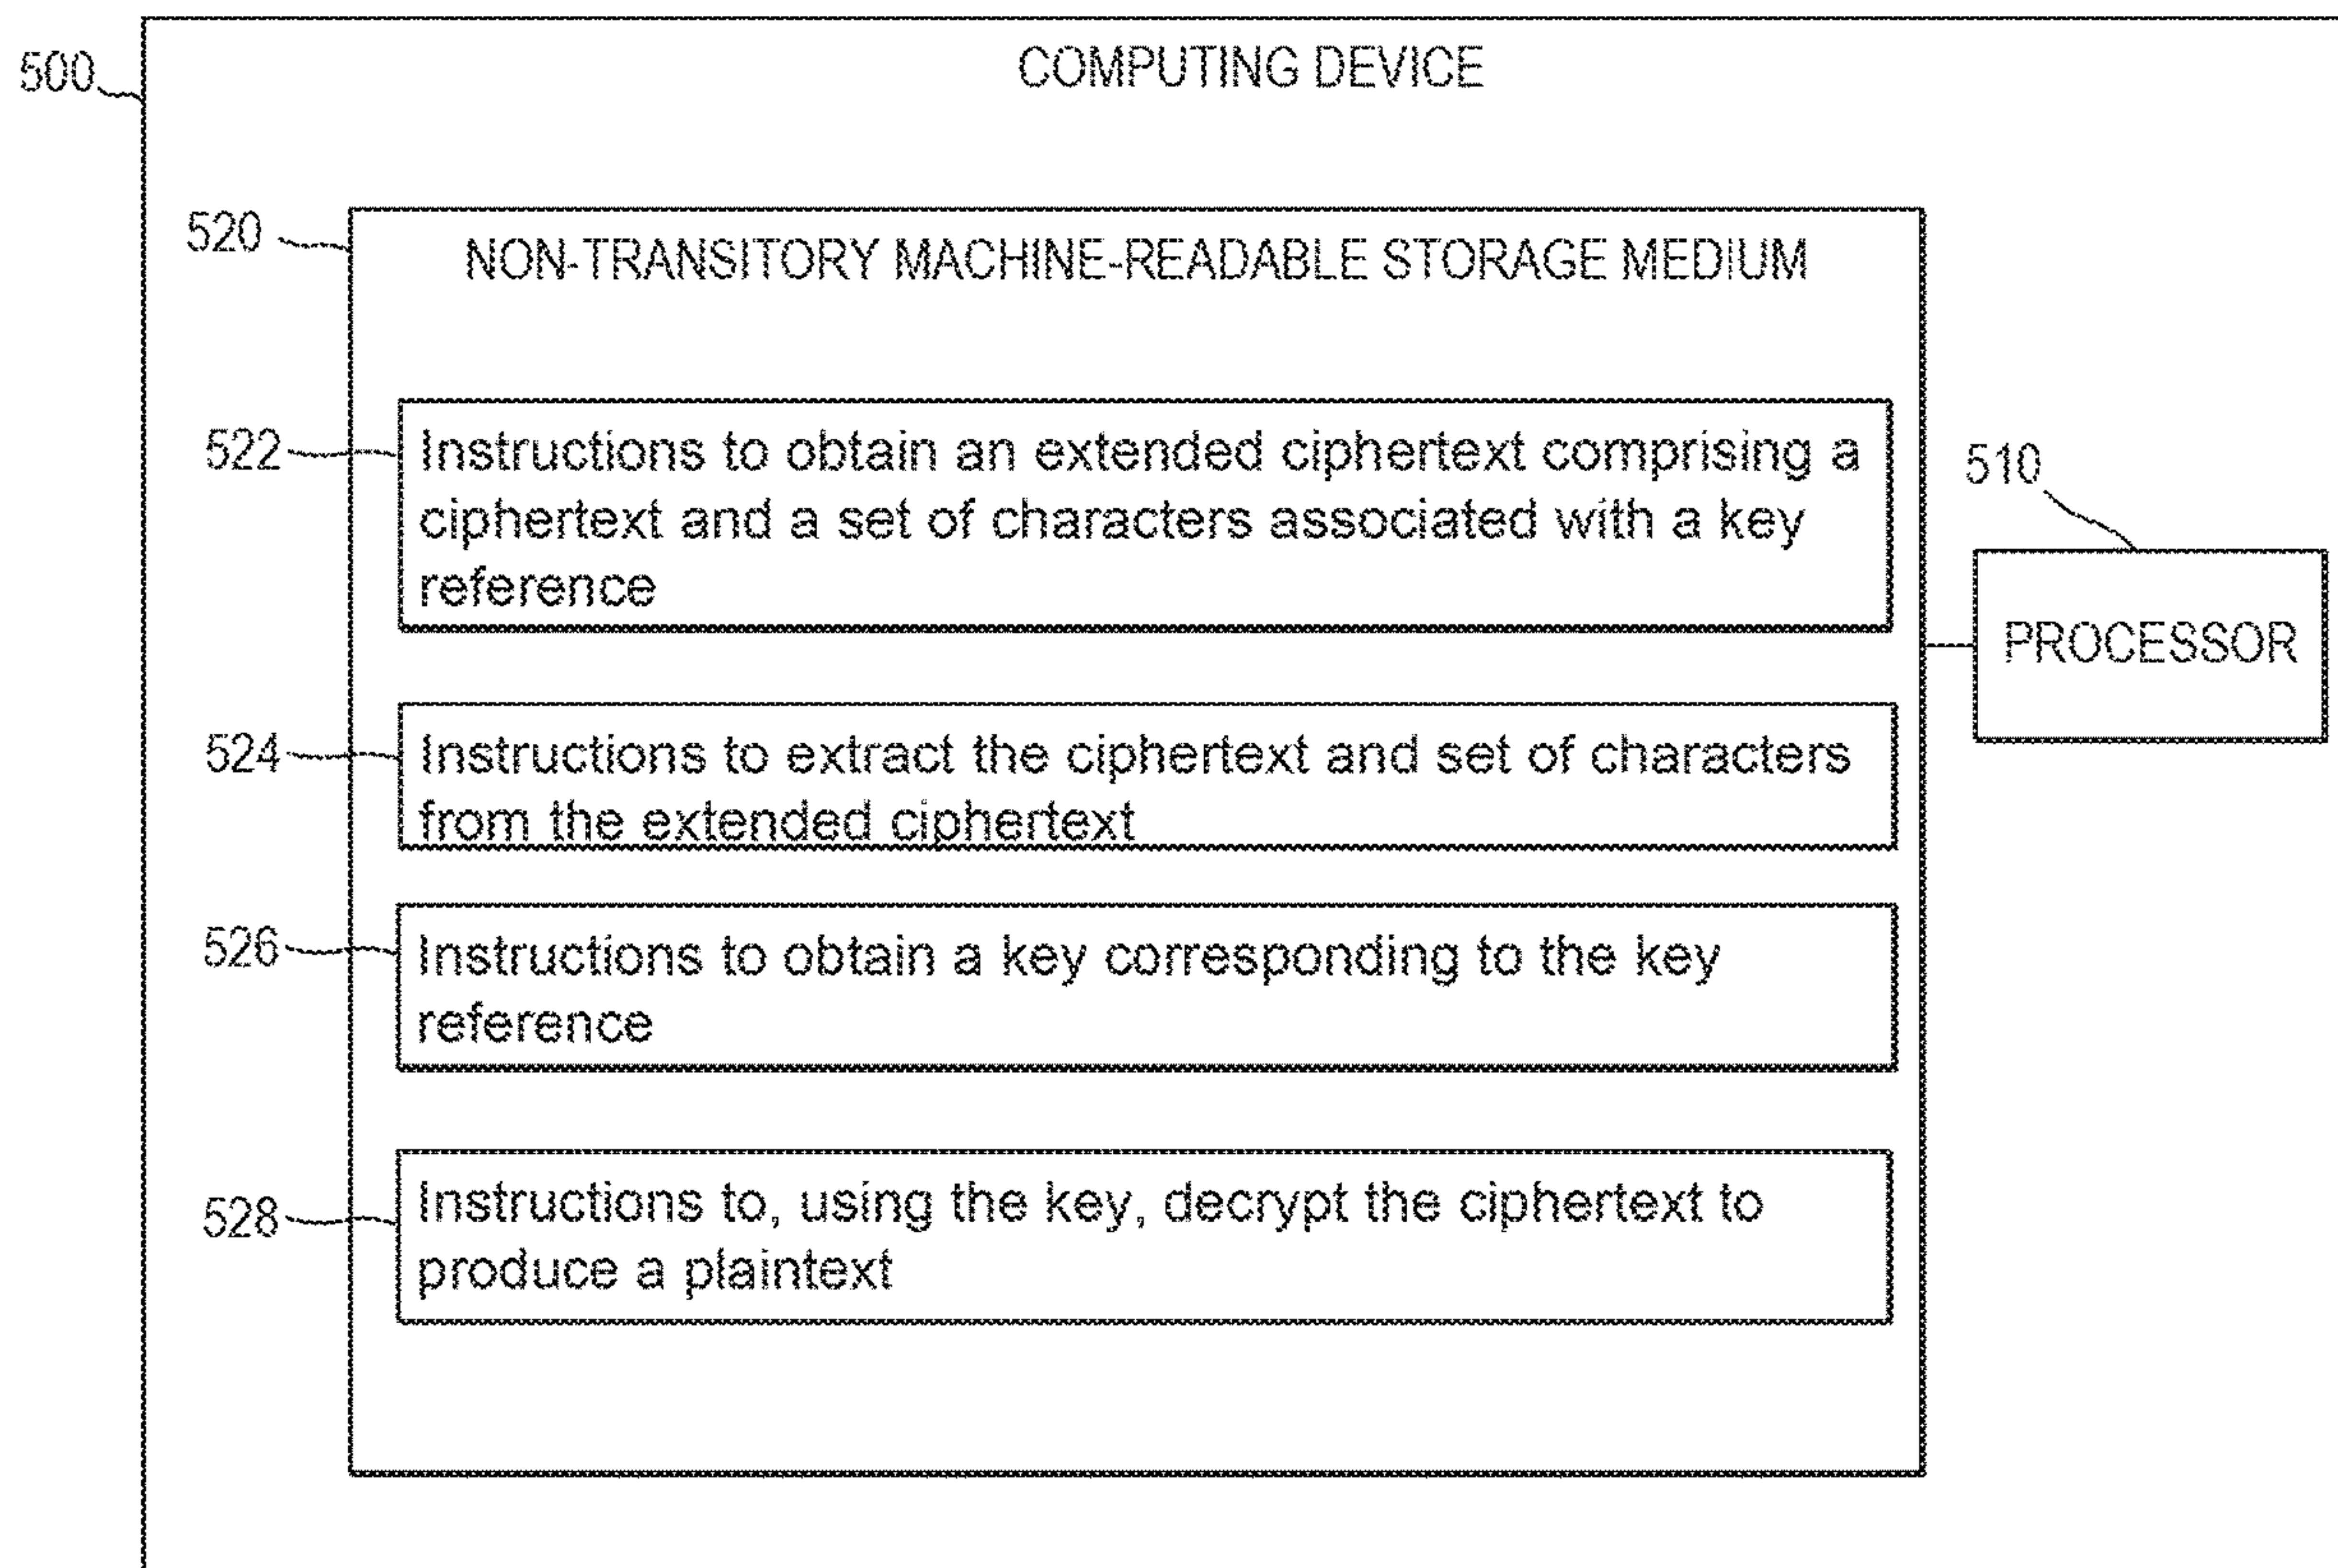 500
COMPUTING DEVICE
520
NON-TRANSITORY MACHINE-READABLE STORAGE MEDIUM
522
Instructions to obtain an extended ciphertext comprising a
ciphertext and a set of characters associated with a key
reference
510
PROCESSOR
524
Instructions to extract the ciphertext and set of characters
from the extended ciphertext
526
Instructions to obtain a key corresponding to the key
reference
528
Instructions to, using the key, decrypt the ciphertext to
produce a plaintext